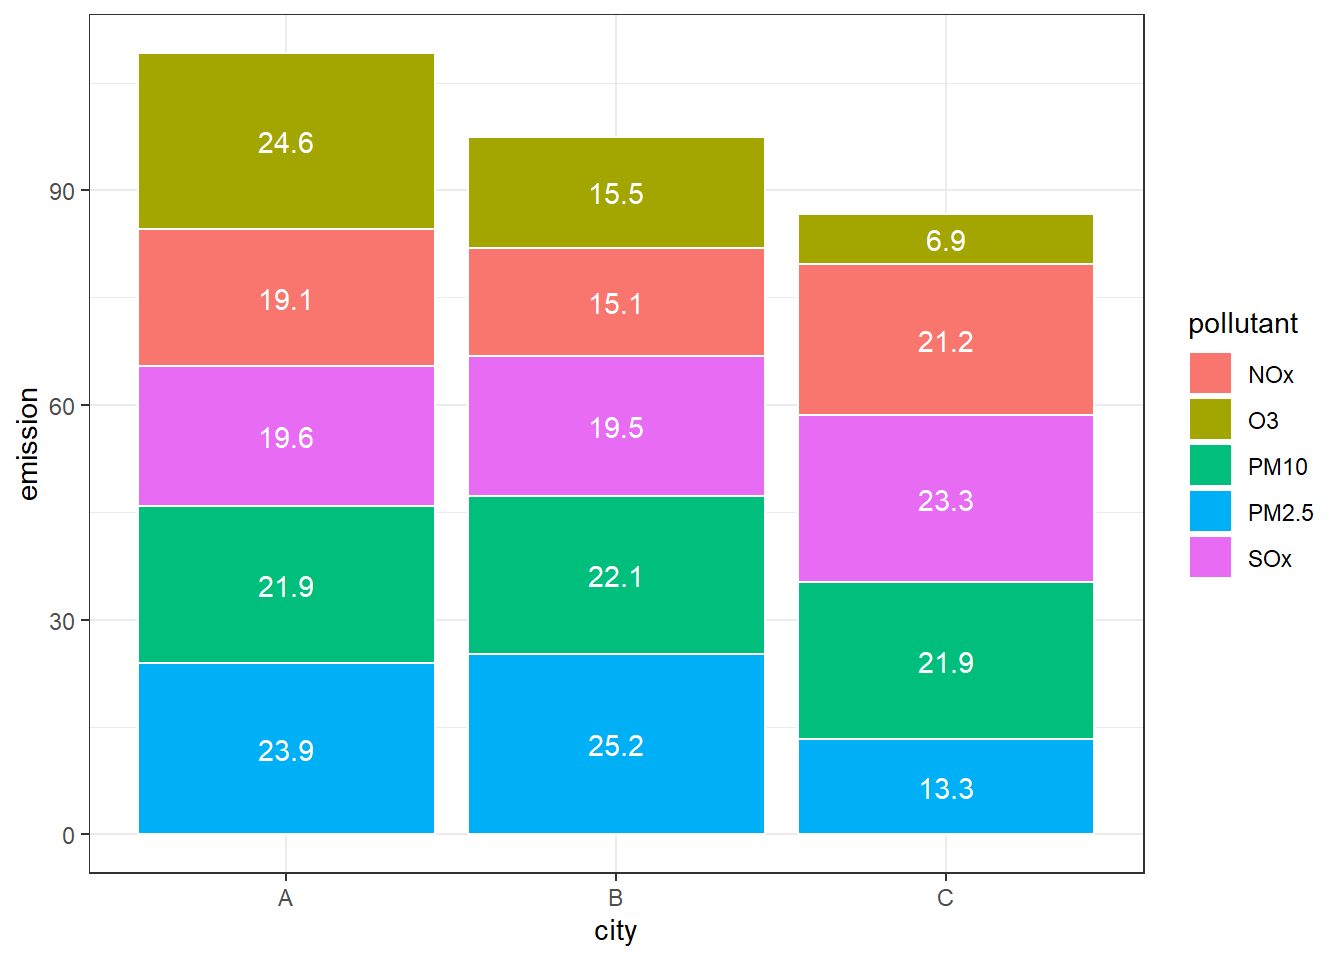 24.6
15.5
6.9
19.1
15.1
21.2
19.6
19.5
23.3
21.9
22.1
21.9
23.9
25.2
13.3
90
60
30
0
emission
A
B
C
city
pollutant
NOx
O3
PM10
PM2.5
SOx